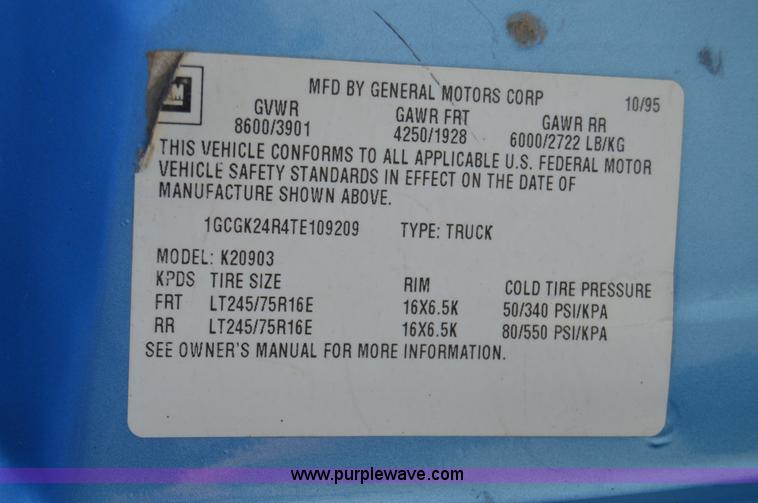 MFD BY GENERAL MOTORS CORP 10/95
GVWR GAWR FRT GAWR RR
8600/3901 4250/1928 6000/2722 LB/KG
THIS VEHICLE CONFORMS TO ALL APPLICABLE U.S. FEDERAL MOTOR
VEHICLE SAFETY STANDARDS IN EFFECT ON THE DATE OF
MANUFACTURE SHOWN ABOVE.
1GCGK24R4TE109209 TYPE: TRUCK
MODEL: K20903
KPDS TIRE SIZE RIM COLD TIRE PRESSURE
FRT LT245/75R16E 16X6.5K 50/340 PSI/KPA
RR LT245/75R16E 16X6.5K 80/550 PSI/KPA
SEE OWNER'S MANUAL FOR MORE INFORMATION.
www.purplewave.com